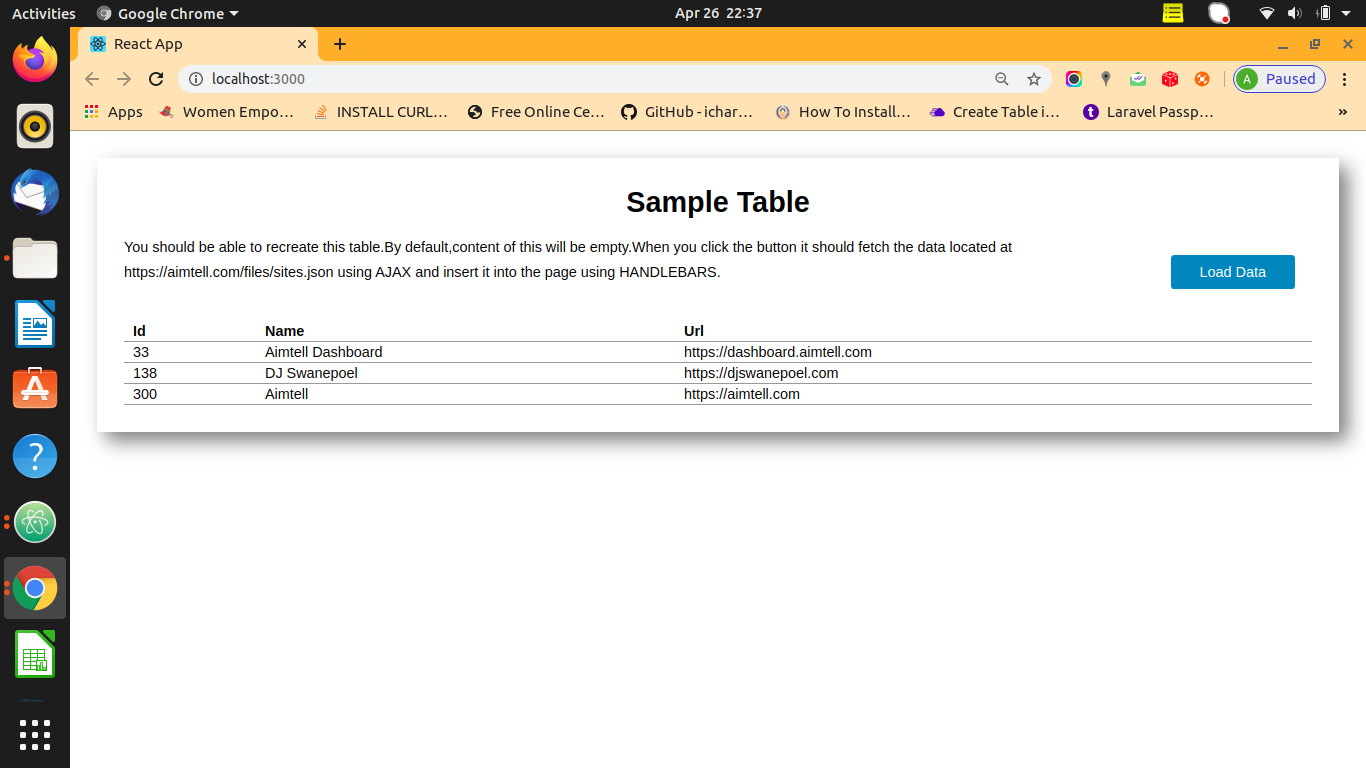 Activities Google Chrome Apr 26 22:37
React App
localhost:3000 A Paused
Apps Women Empo… INSTALL CURL… Free Online Ce… GitHub - ichar… How To Install… Create Table i… Laravel Passp… »
Sample Table
You should be able to recreate this table.By default,content of this will be empty.When you click the button it should fetch the data located at
https://aimtell.com/files/sites.json using AJAX and insert it into the page using HANDLEBARS.
Load Data
Id Name Url
33 Aimtell Dashboard https://dashboard.aimtell.com
138 DJ Swanepoel https://djswanepoel.com
300 Aimtell https://aimtell.com